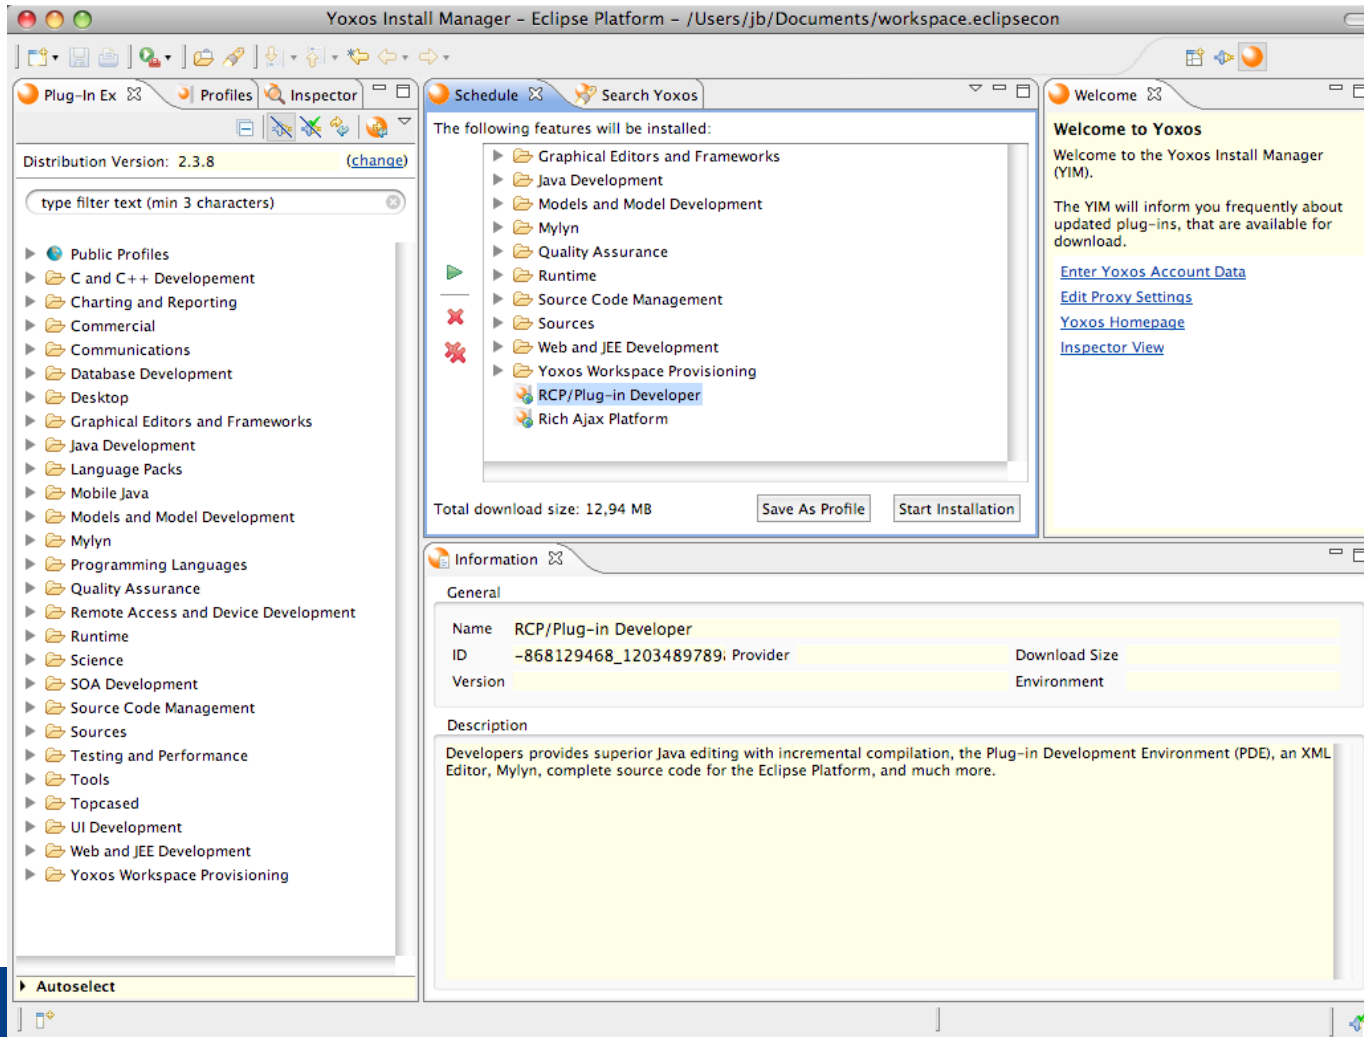 Yoxos Install Manager – Eclipse Platform – /Users/jb/Documents/workspace.eclipsecon
Plug-In Ex
Profiles
Inspector
Distribution Version: 2.3.8 (change)
type filter text (min 3 characters)
Public Profiles
C and C++ Developement
Charting and Reporting
Commercial
Communications
Database Development
Desktop
Graphical Editors and Frameworks
Java Development
Language Packs
Mobile Java
Models and Model Development
Mylyn
Programming Languages
Quality Assurance
Remote Access and Device Development
Runtime
Science
SOA Development
Source Code Management
Sources
Testing and Performance
Tools
Topcased
UI Development
Web and JEE Development
Yoxos Workspace Provisioning
Autoselect
Schedule
Search Yoxos
The following features will be installed:
Graphical Editors and Frameworks
Java Development
Models and Model Development
Mylyn
Quality Assurance
Runtime
Source Code Management
Sources
Web and JEE Development
Yoxos Workspace Provisioning
RCP/Plug-in Developer
Rich Ajax Platform
Total download size: 12,94 MB
Save As Profile
Start Installation
Welcome
Welcome to Yoxos
Welcome to the Yoxos Install Manager
(YIM).
The YIM will inform you frequently about
updated plug-ins, that are available for
download.
Enter Yoxos Account Data
Edit Proxy Settings
Yoxos Homepage
Inspector View
Information
General
Name RCP/Plug-in Developer
ID -868129468_1203489789 Provider Download Size
Version Environment
Description
Developers provides superior Java editing with incremental compilation, the Plug-in Development Environment (PDE), an XML
Editor, Mylyn, complete source code for the Eclipse Platform, and much more.